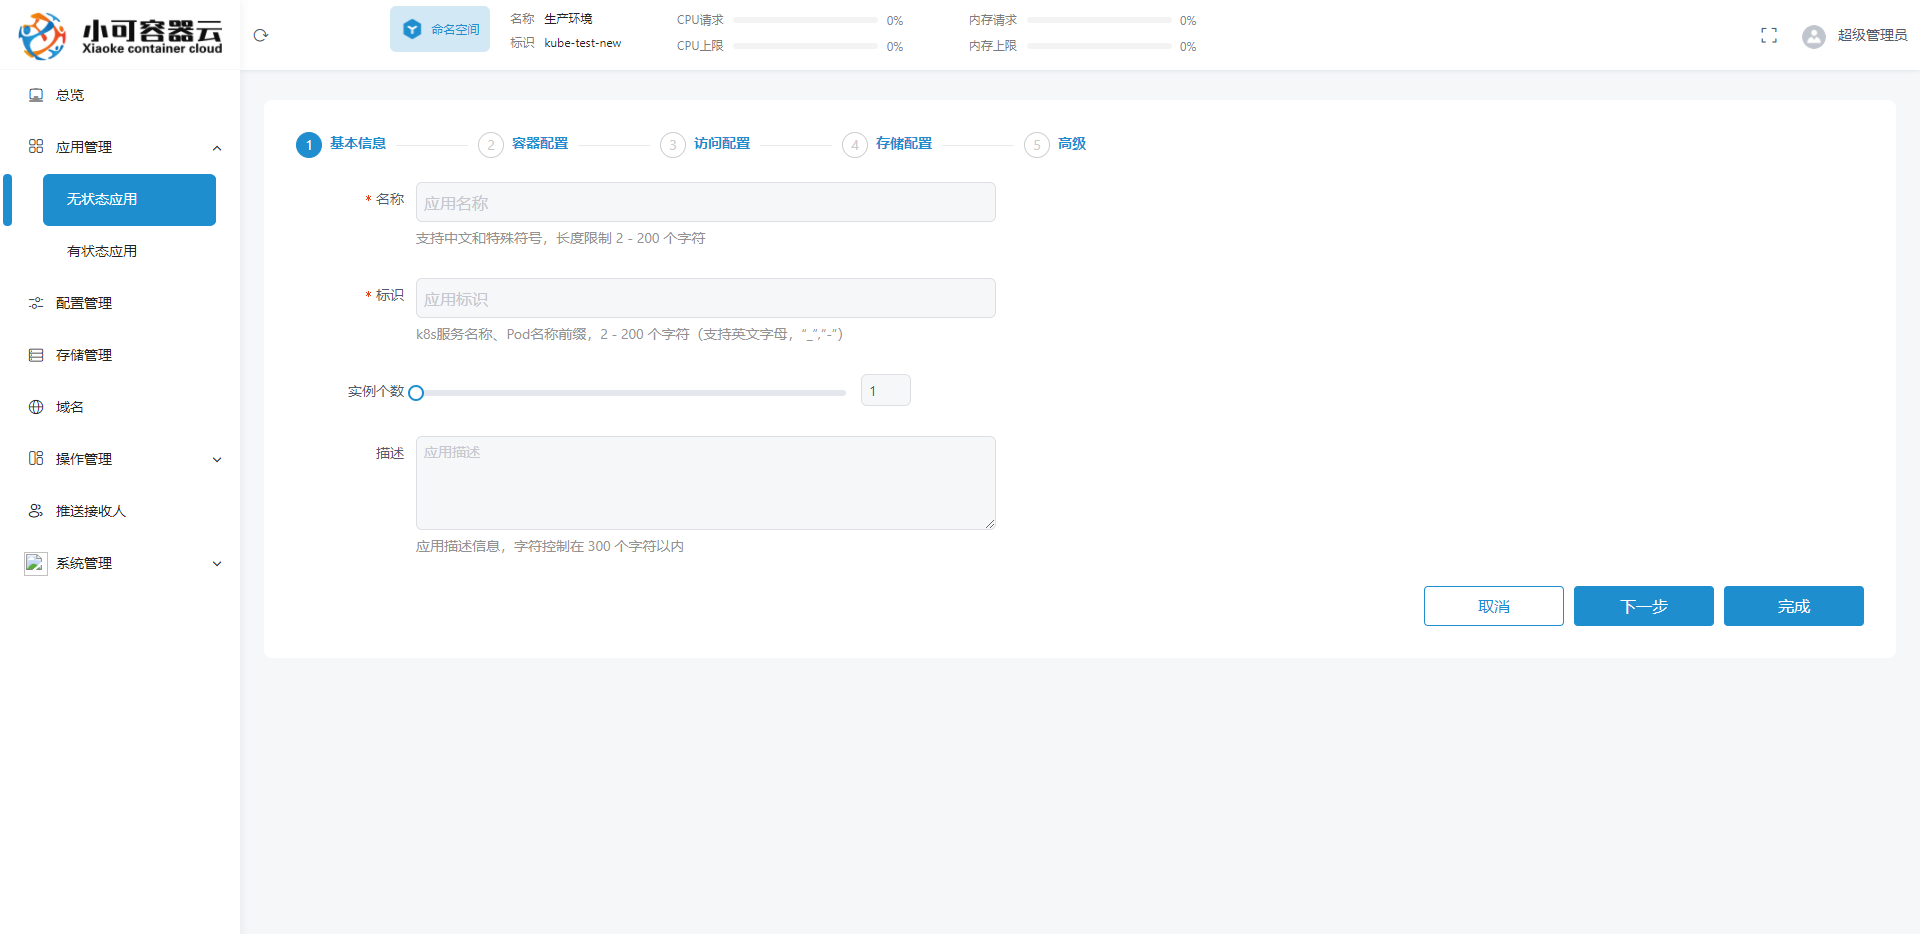 小可容器云
Xiaoke container cloud
命名空间
名称 生产环境
标识 kube-test-new
CPU请求 0%
CPU上限 0%
内存请求 0%
内存上限 0%
超级管理员
总览
应用管理
无状态应用
有状态应用
配置管理
存储管理
域名
操作管理
推送接收人
系统管理
1 基本信息 2 容器配置 3 访问配置 4 存储配置 5 高级
* 名称 应用名称
支持中文和特殊符号，长度限制 2 - 200 个字符
* 标识 应用标识
k8s服务名称、Pod名称前缀，2 - 200 个字符（支持英文字母，“_”,“-”）
实例个数 1
描述 应用描述
应用描述信息，字符控制在 300 个字符以内
取消 下一步 完成